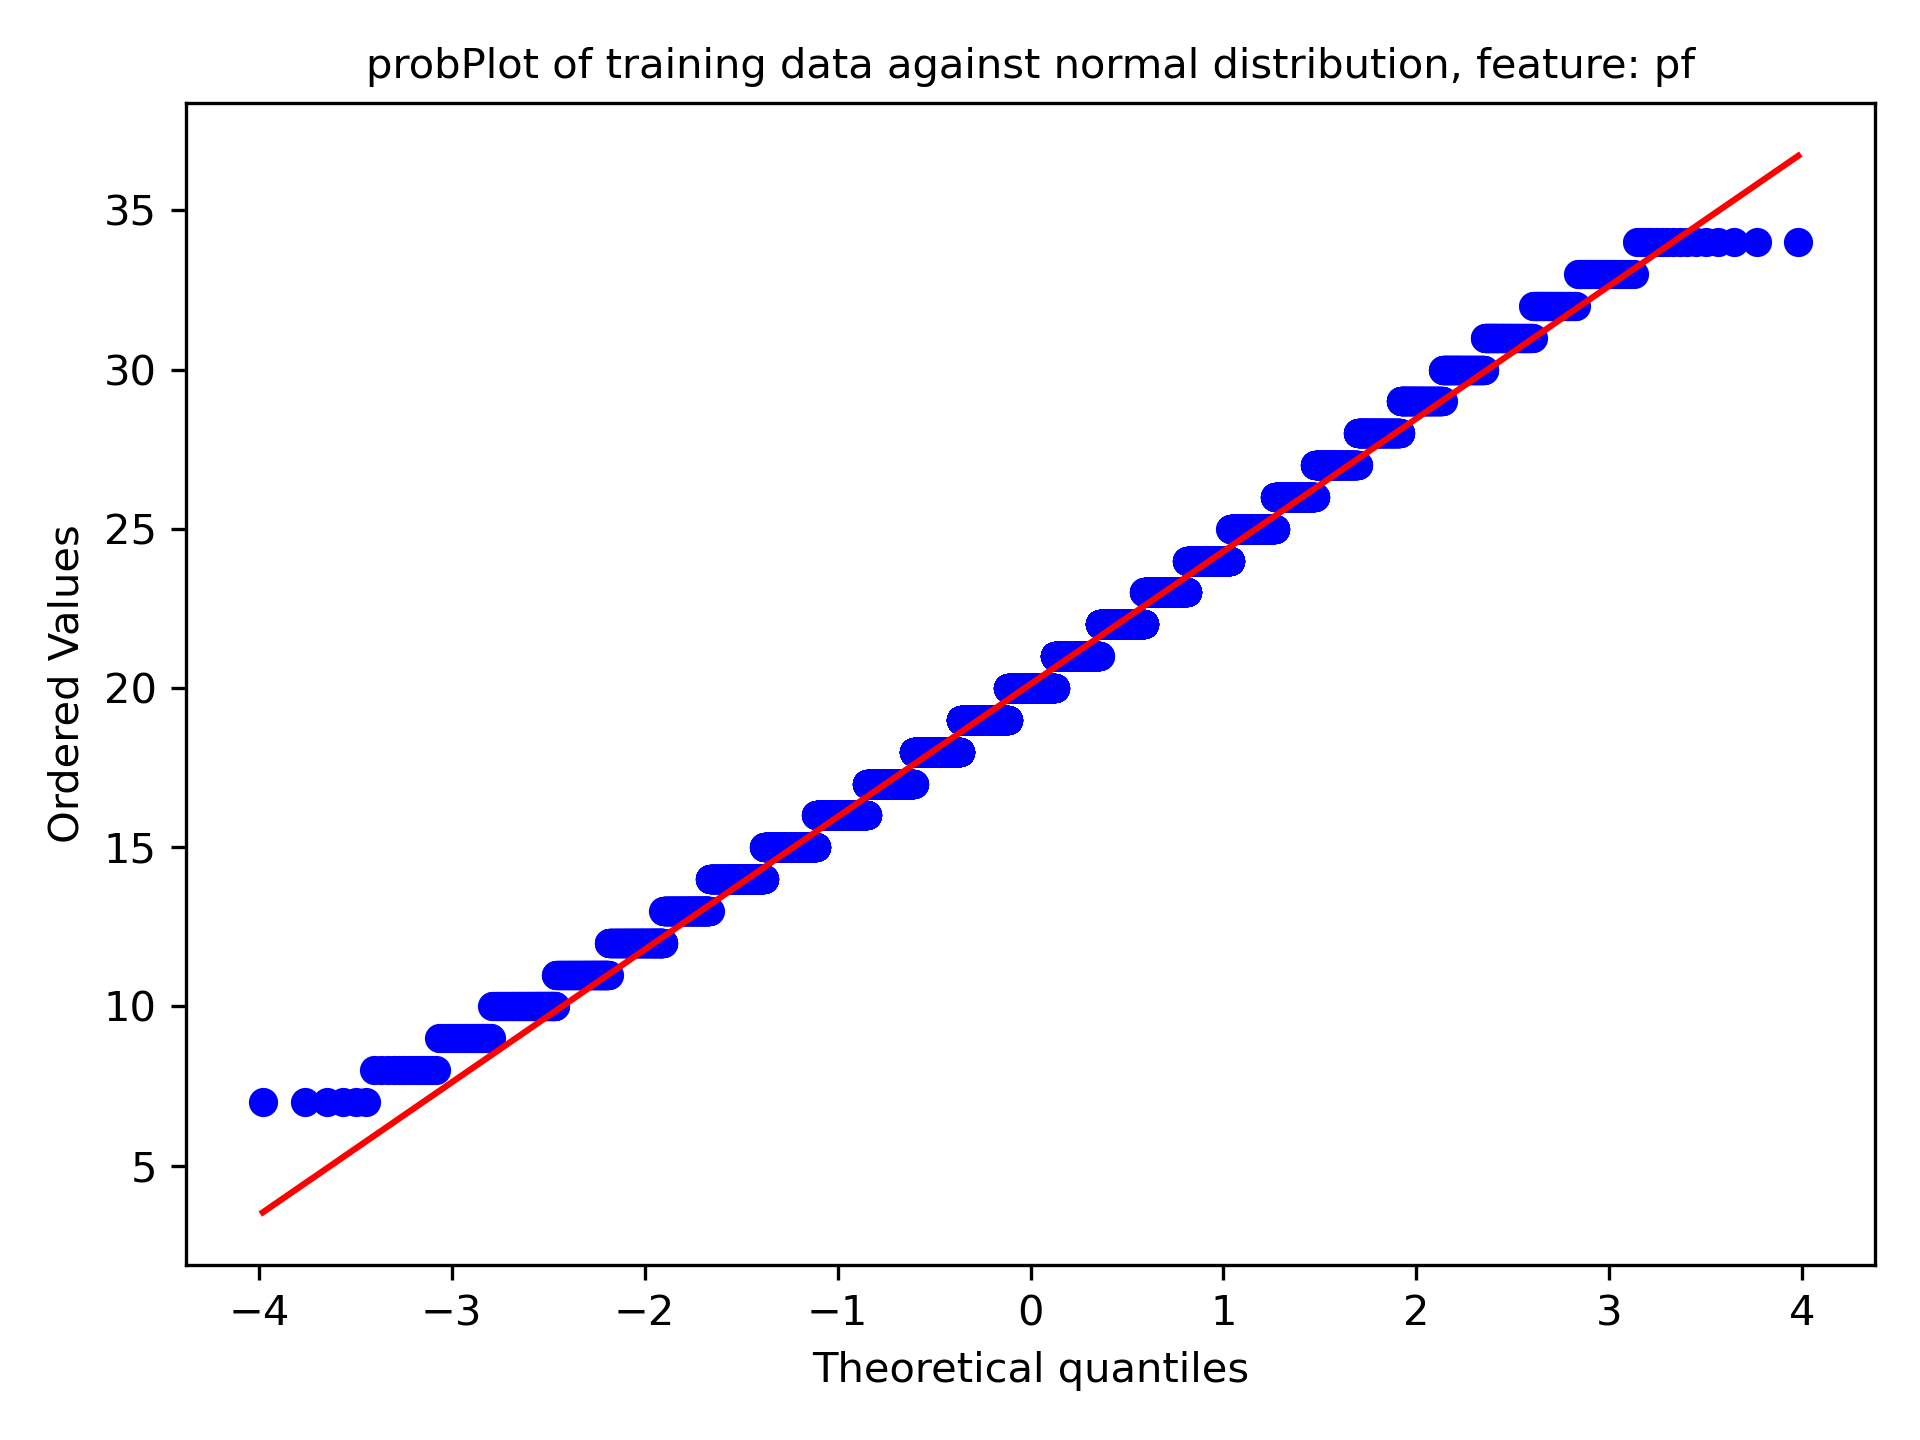 probPlot of training data against normal distribution, feature: pf
35
30
25
20
15
10
5
Ordered Values
−4 −3 −2 −1 0 1 2 3 4
Theoretical quantiles